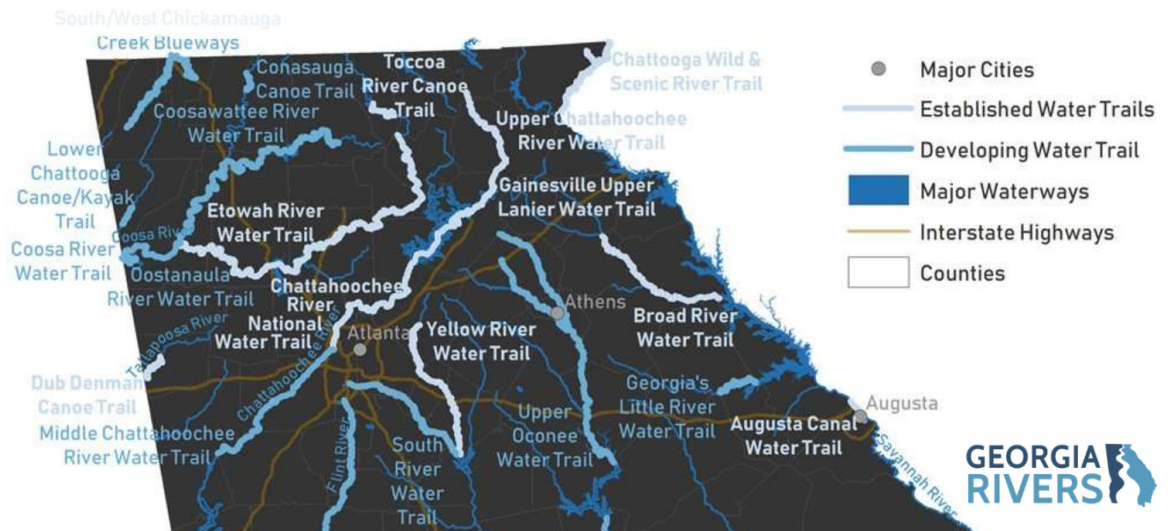 South/West Chickamauga
Creek Blueways
Conasauga
Canoe Trail
Toccoa
River Canoe
Trail
Chattooga Wild &
Scenic River Trail
Coosawattee River
Water Trail
Upper Chattahoochee
River Water Trail
Lower
Chattooga
Canoe/Kayak
Trail
Gainesville Upper
Lanier Water Trail
Etowah River
Water Trail
Coosa River
Coosa River
Water Trail
Oostanaula
River Water Trail
Chattahoochee
River
National
Water Trail
Athens
Broad River
Water Trail
Tallapoosa River
Atlanta
Yellow River
Water Trail
Chattahoochee River
Dub Denman
Canoe Trail
Middle Chattahoochee
River Water Trail
Flint River
South
River
Water
Trail
Upper
Oconee
Water Trail
Georgia's
Little River
Water Trail
Augusta Canal
Water Trail
Augusta
Savannah River
Major Cities
Established Water Trails
Developing Water Trail
Major Waterways
Interstate Highways
Counties
GEORGIA
RIVERS